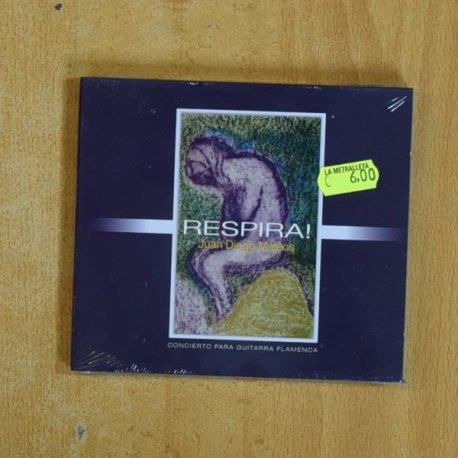 LA METRALLETA
€ 6,00
RESPIRA!
Juan Diego Mateos
CONCIERTO PARA GUITARRA FLAMENCA